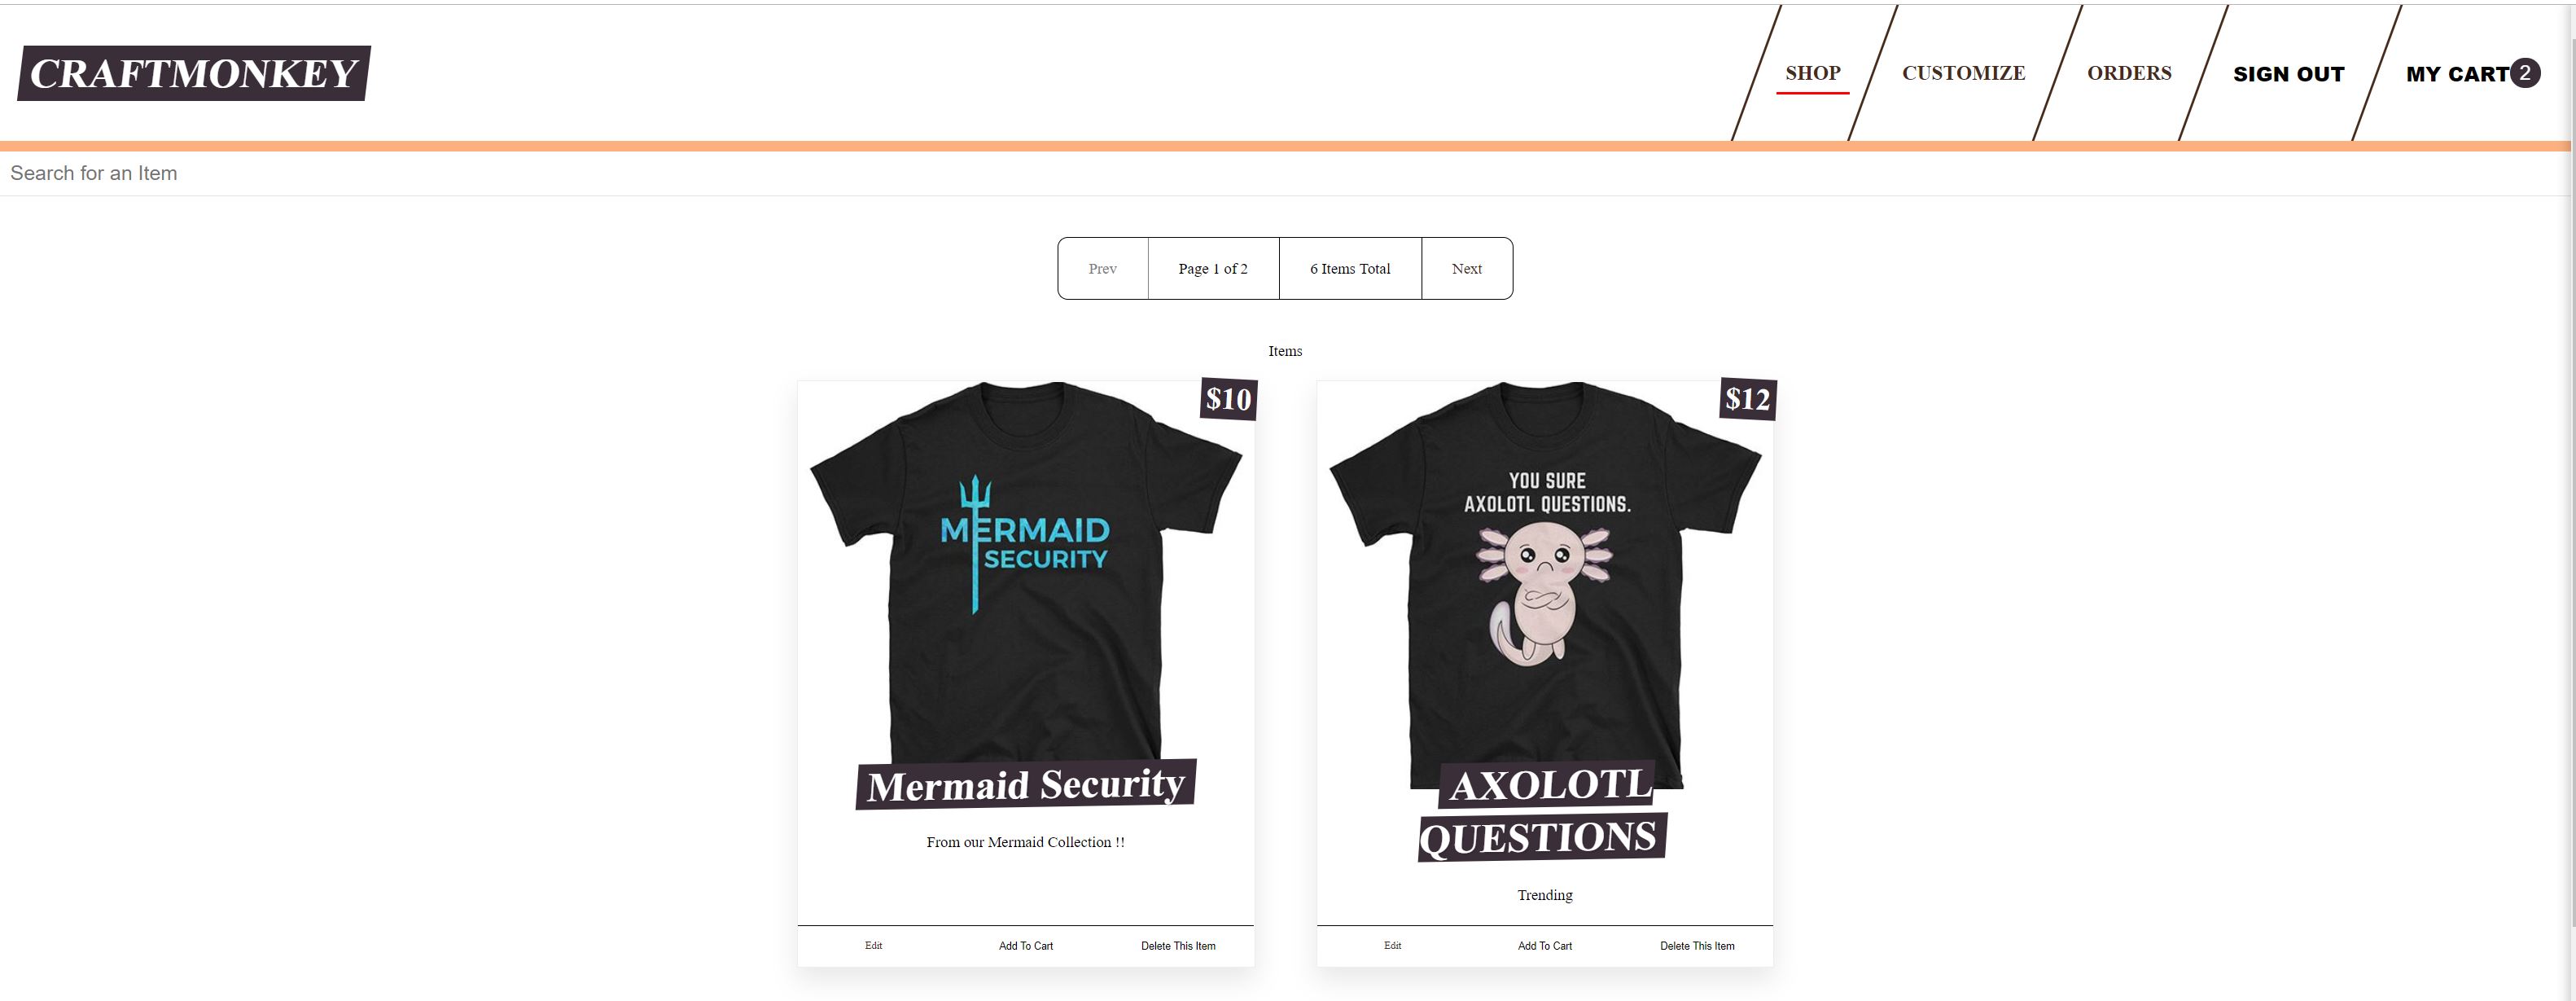 CRAFTMONKEY
SHOP
CUSTOMIZE
ORDERS
SIGN OUT
MY CART 2
Search for an Item
Prev
Page 1 of 2
6 Items Total
Next
Items
$10
MERMAID
SECURITY
Mermaid Security
From our Mermaid Collection !!
Edit
Add To Cart
Delete This Item
$12
YOU SURE
AXOLOTL QUESTIONS.
AXOLOTL
QUESTIONS
Trending
Edit
Add To Cart
Delete This Item